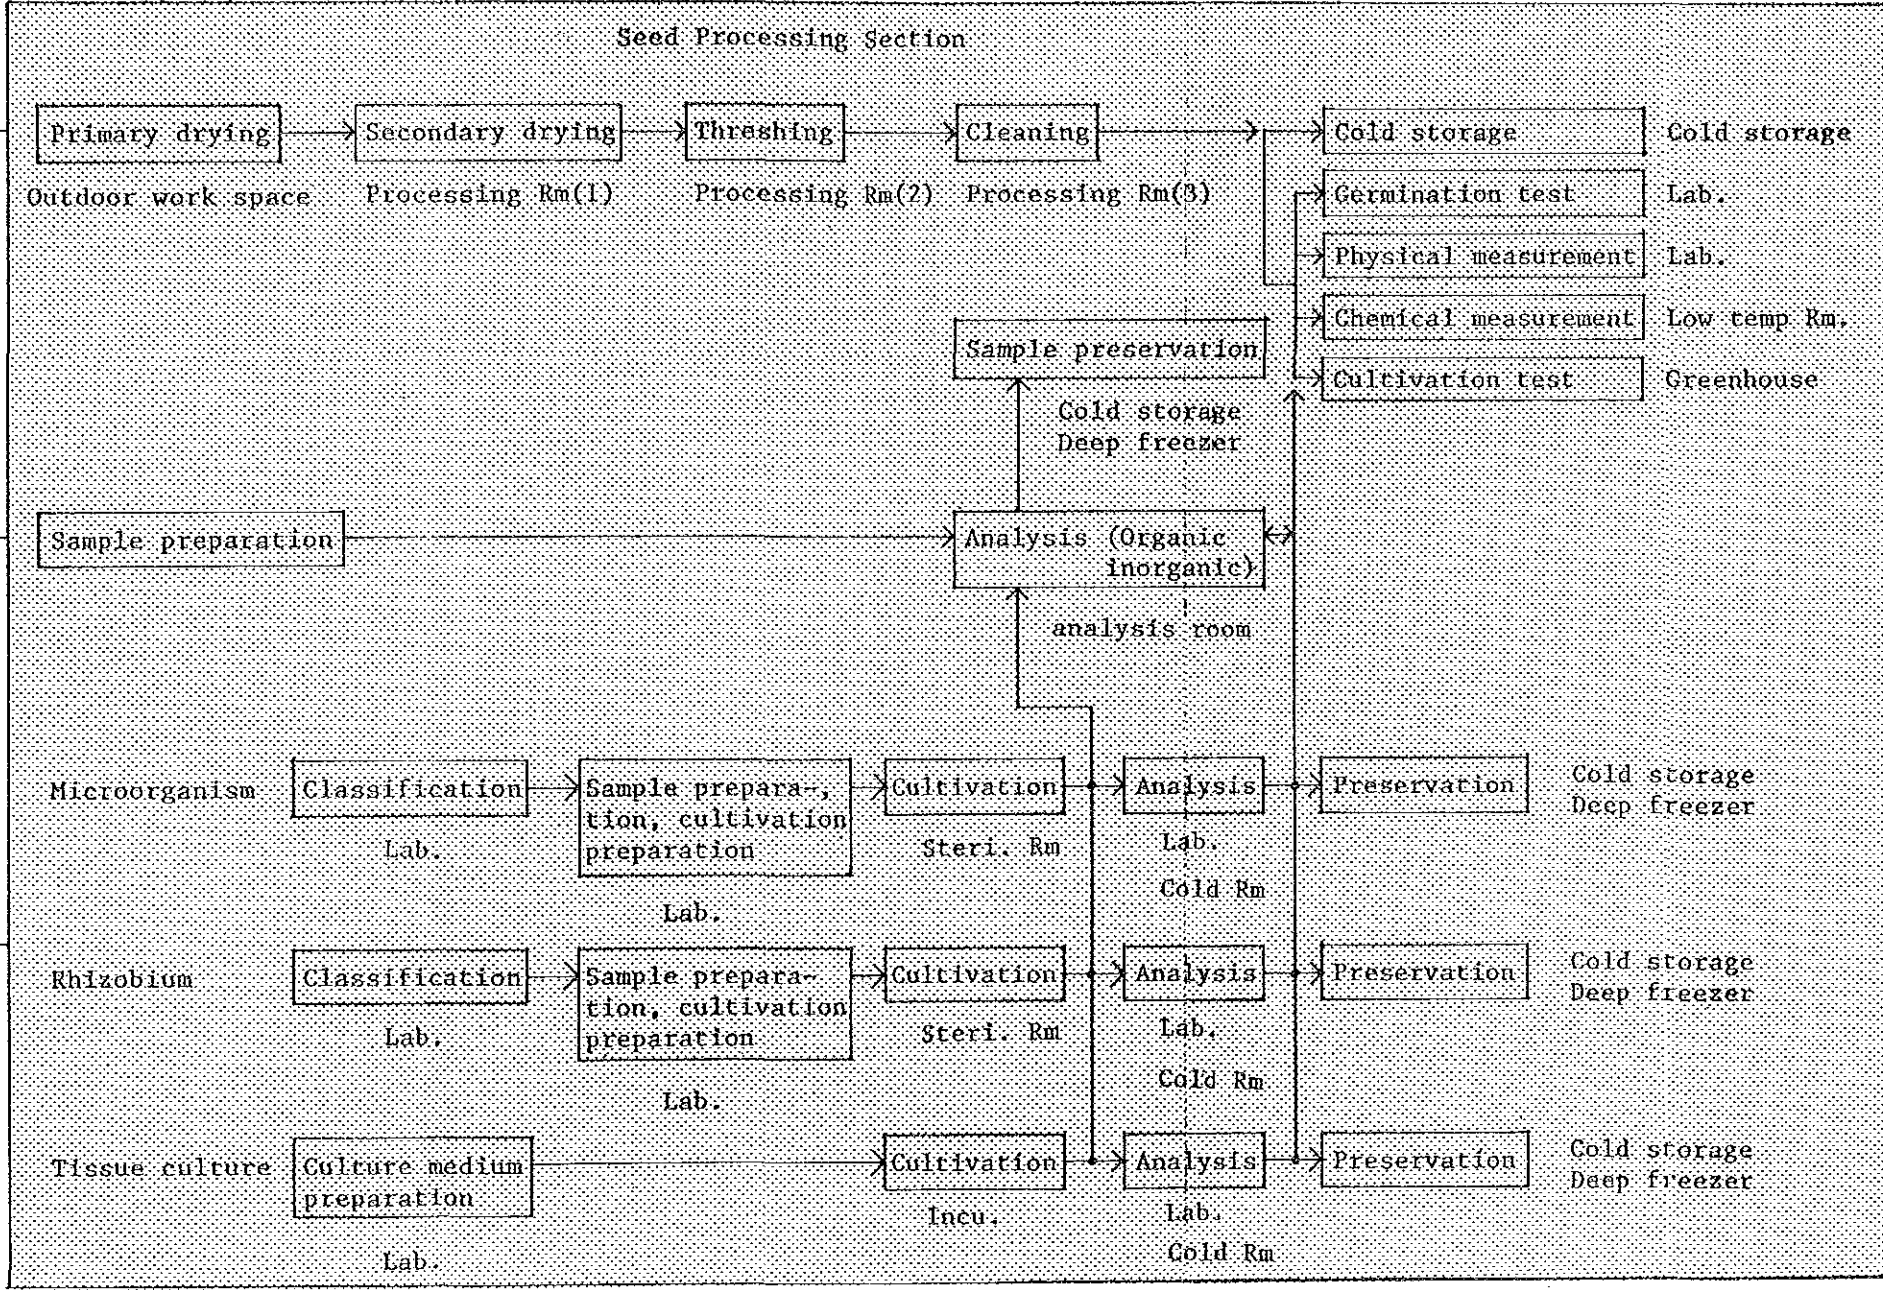 Seed Processing Section
Primary drying
Secondary drying
Threshing
Cleaning
Cold storage
Cold storage
Outdoor work space
Processing Rm(1)
Processing Rm(2)
Processing Rm(3)
Germination test
Lab.
Physical measurement
Lab.
Chemical measurement
Low temp Rm.
Sample preservation
Cultivation test
Greenhouse
Cold storage
Deep freezer
Sample preparation
Analysis (Organic
inorganic)
analysis room
Microorganism
Classification
Lab.
Sample prepara-,
tion, cultivation
preparation
Lab.
Cultivation
Steri. Rm
Analysis
Lab.
Cold Rm
Preservation
Cold storage
Deep freezer
Rhizobium
Classification
Lab.
Sample prepara-
tion, cultivation
preparation
Lab.
Cultivation
Steri. Rm
Analysis
Lab.
Cold Rm
Preservation
Cold storage
Deep freezer
Tissue culture
Culture medium
preparation
Lab.
Cultivation
Incu.
Analysis
Lab.
Cold Rm
Preservation
Cold storage
Deep freezer